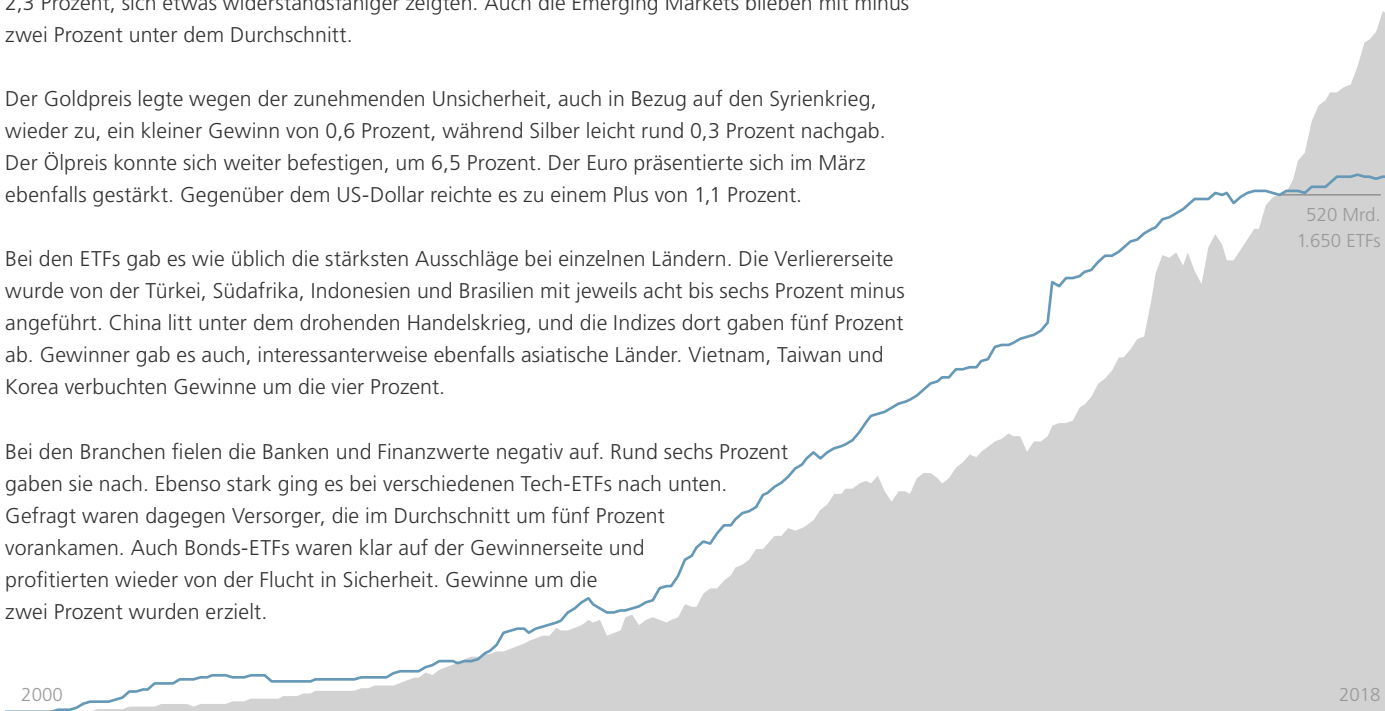 2,3 Prozent, sich etwas widerstandsfähiger zeigten. Auch die Emerging Markets blieben mit minus
zwei Prozent unter dem Durchschnitt.
Der Goldpreis legte wegen der zunehmenden Unsicherheit, auch in Bezug auf den Syrienkrieg,
wieder zu, ein kleiner Gewinn von 0,6 Prozent, während Silber leicht rund 0,3 Prozent nachgab.
Der Ölpreis konnte sich weiter befestigen, um 6,5 Prozent. Der Euro präsentierte sich im März
ebenfalls gestärkt. Gegenüber dem US-Dollar reichte es zu einem Plus von 1,1 Prozent.
Bei den ETFs gab es wie üblich die stärksten Ausschläge bei einzelnen Ländern. Die Verliererseite
wurde von der Türkei, Südafrika, Indonesien und Brasilien mit jeweils acht bis sechs Prozent minus
angeführt. China litt unter dem drohenden Handelskrieg, und die Indizes dort gaben fünf Prozent
ab. Gewinner gab es auch, interessanterweise ebenfalls asiatische Länder. Vietnam, Taiwan und
Korea verbuchten Gewinne um die vier Prozent.
Bei den Branchen fielen die Banken und Finanzwerte negativ auf. Rund sechs Prozent
gaben sie nach. Ebenso stark ging es bei verschiedenen Tech-ETFs nach unten.
Gefragt waren dagegen Versorger, die im Durchschnitt um fünf Prozent
vorankamen. Auch Bonds-ETFs waren klar auf der Gewinnerseite und
profitierten wieder von der Flucht in Sicherheit. Gewinne um die
zwei Prozent wurden erzielt.
520 Mrd.
1.650 ETFs
2000
2018